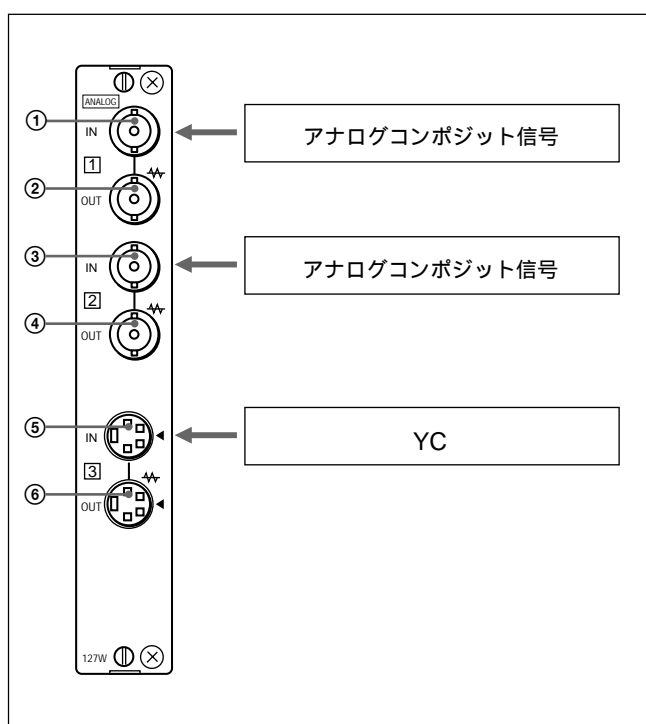 ANALOG
① IN アナログコンポジット信号
1
② OUT
③ IN アナログコンポジット信号
2
④ OUT
⑤ IN YC
3
⑥ OUT
127W